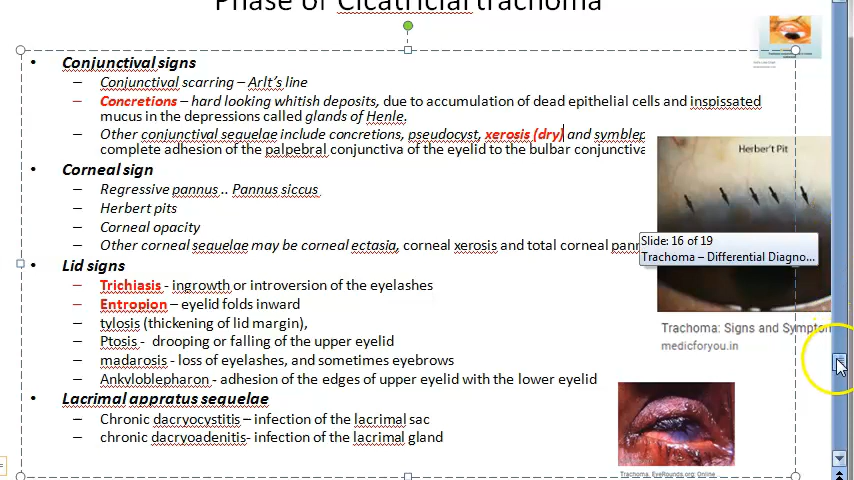 Phase of Cicatricial trachoma
Conjunctival signs
– Conjunctival scarring – Arlt's line
– Concretions – hard looking whitish deposits, due to accumulation of dead epithelial cells and inspissated
mucus in the depressions called glands of Henle.
– Other conjunctival sequelae include concretions, pseudocyst, xerosis (dry) and symblep
complete adhesion of the palpebral conjunctiva of the eyelid to the bulbar conjunctiva
Herbert's Pit
Corneal sign
– Regressive pannus .. Pannus siccus
– Herbert pits
– Corneal opacity
– Other corneal sequelae may be corneal ectasia, corneal xerosis and total corneal pann
Slide: 16 of 19
Trachoma – Differential Diagno...
Lid signs
– Trichiasis - ingrowth or introversion of the eyelashes
– Entropion – eyelid folds inward
– tylosis (thickening of lid margin),
– Ptosis - drooping or falling of the upper eyelid
– madarosis - loss of eyelashes, and sometimes eyebrows
– Ankyloblepharon - adhesion of the edges of upper eyelid with the lower eyelid
Trachoma: Signs and Symptom
medicforyou.in
Lacrimal appratus sequelae
– Chronic dacryocystitis – infection of the lacrimal sac
– chronic dacryoadenitis- infection of the lacrimal gland
Trachoma. EyeRounds.org: Online